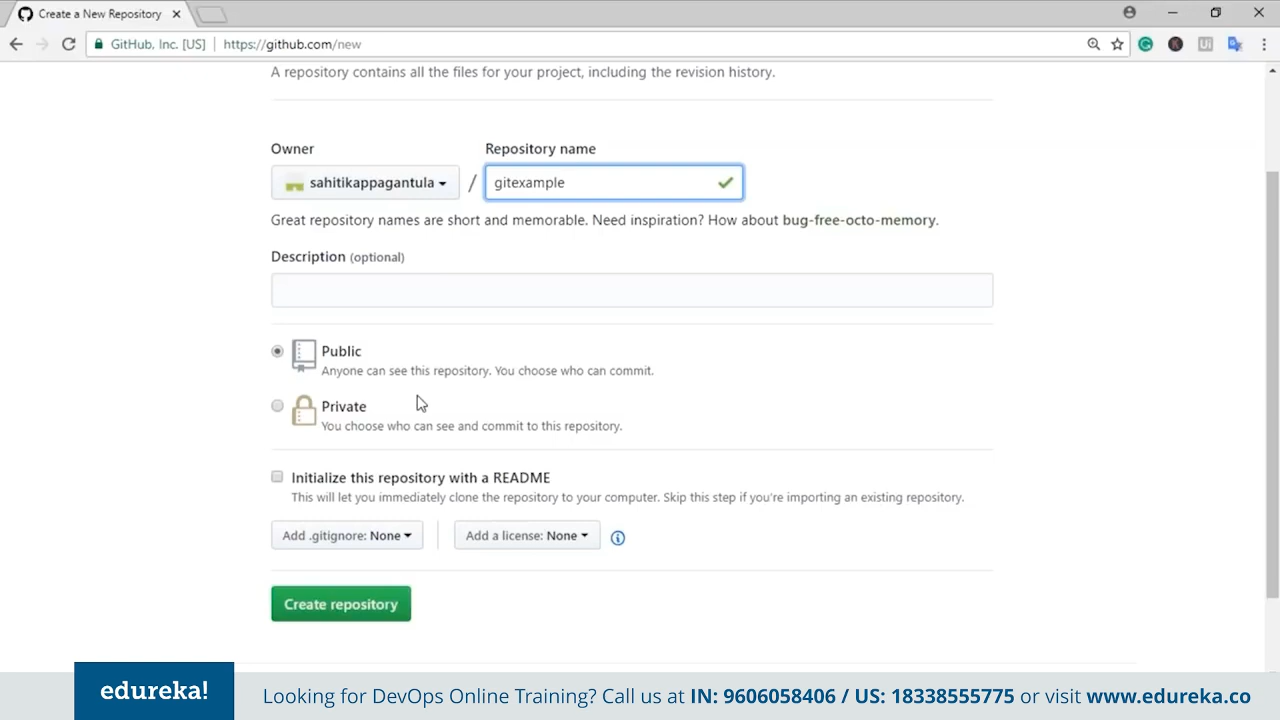 Create a New Repository
GitHub, Inc. [US] https://github.com/new
A repository contains all the files for your project, including the revision history.
Owner Repository name
sahitikappagantula / gitexample
Great repository names are short and memorable. Need inspiration? How about bug-free-octo-memory.
Description (optional)
Public
Anyone can see this repository. You choose who can commit.
Private
You choose who can see and commit to this repository.
Initialize this repository with a README
This will let you immediately clone the repository to your computer. Skip this step if you're importing an existing repository.
Add .gitignore: None Add a license: None
Create repository
edureka!
Looking for DevOps Online Training? Call us at IN: 9606058406 / US: 18338555775 or visit www.edureka.co